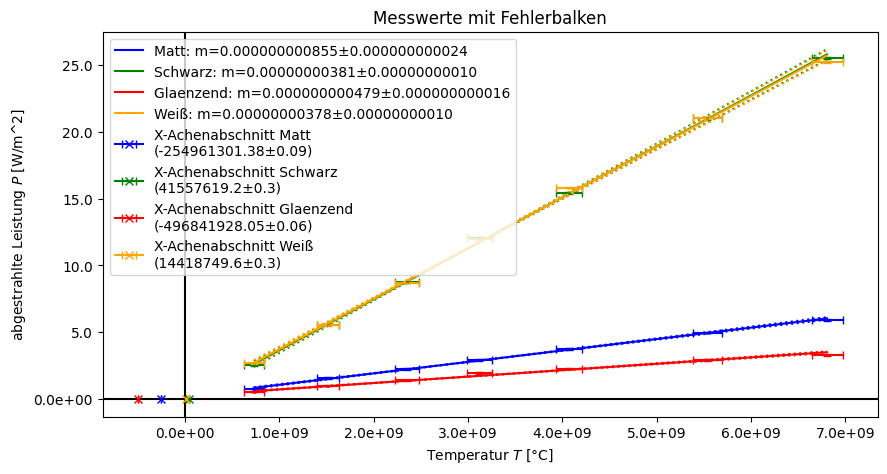 Messwerte mit Fehlerbalken
abgestrahlte Leistung P [W/m^2]
25.0
20.0
15.0
10.0
5.0
0.0e+00
Matt: m=0.000000000855±0.000000000024
Schwarz: m=0.00000000381±0.00000000010
Glaenzend: m=0.000000000479±0.000000000016
Weiß: m=0.00000000378±0.00000000010
X-Achenabschnitt Matt
(-254961301.38±0.09)
X-Achenabschnitt Schwarz
(41557619.2±0.3)
X-Achenabschnitt Glaenzend
(-496841928.05±0.06)
X-Achenabschnitt Weiß
(14418749.6±0.3)
0.0e+00 1.0e+09 2.0e+09 3.0e+09 4.0e+09 5.0e+09 6.0e+09 7.0e+09
Temperatur T [°C]